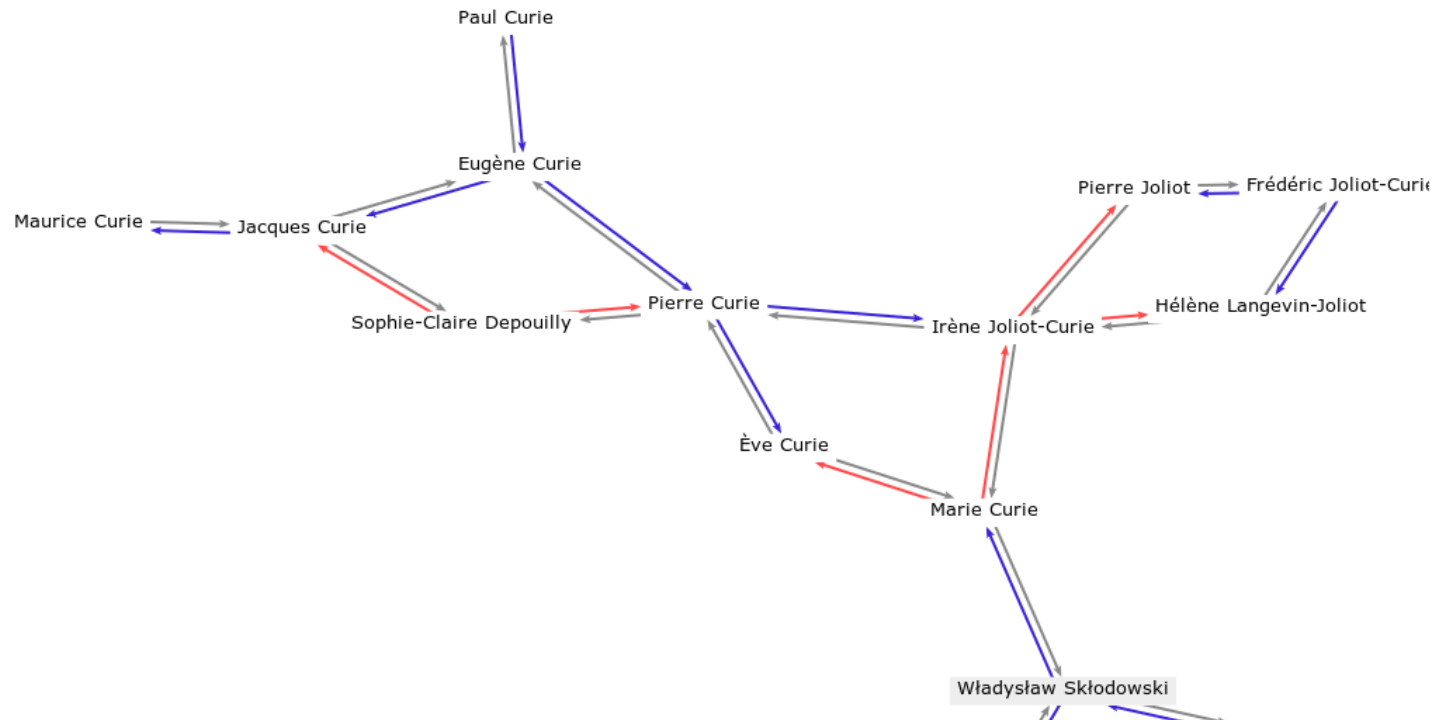 Paul Curie
Eugène Curie
Pierre Joliot
Frédéric Joliot-Curie
Maurice Curie
Jacques Curie
Pierre Curie
Hélène Langevin-Joliot
Sophie-Claire Depouilly
Irène Joliot-Curie
Ève Curie
Marie Curie
Władysław Skłodowski